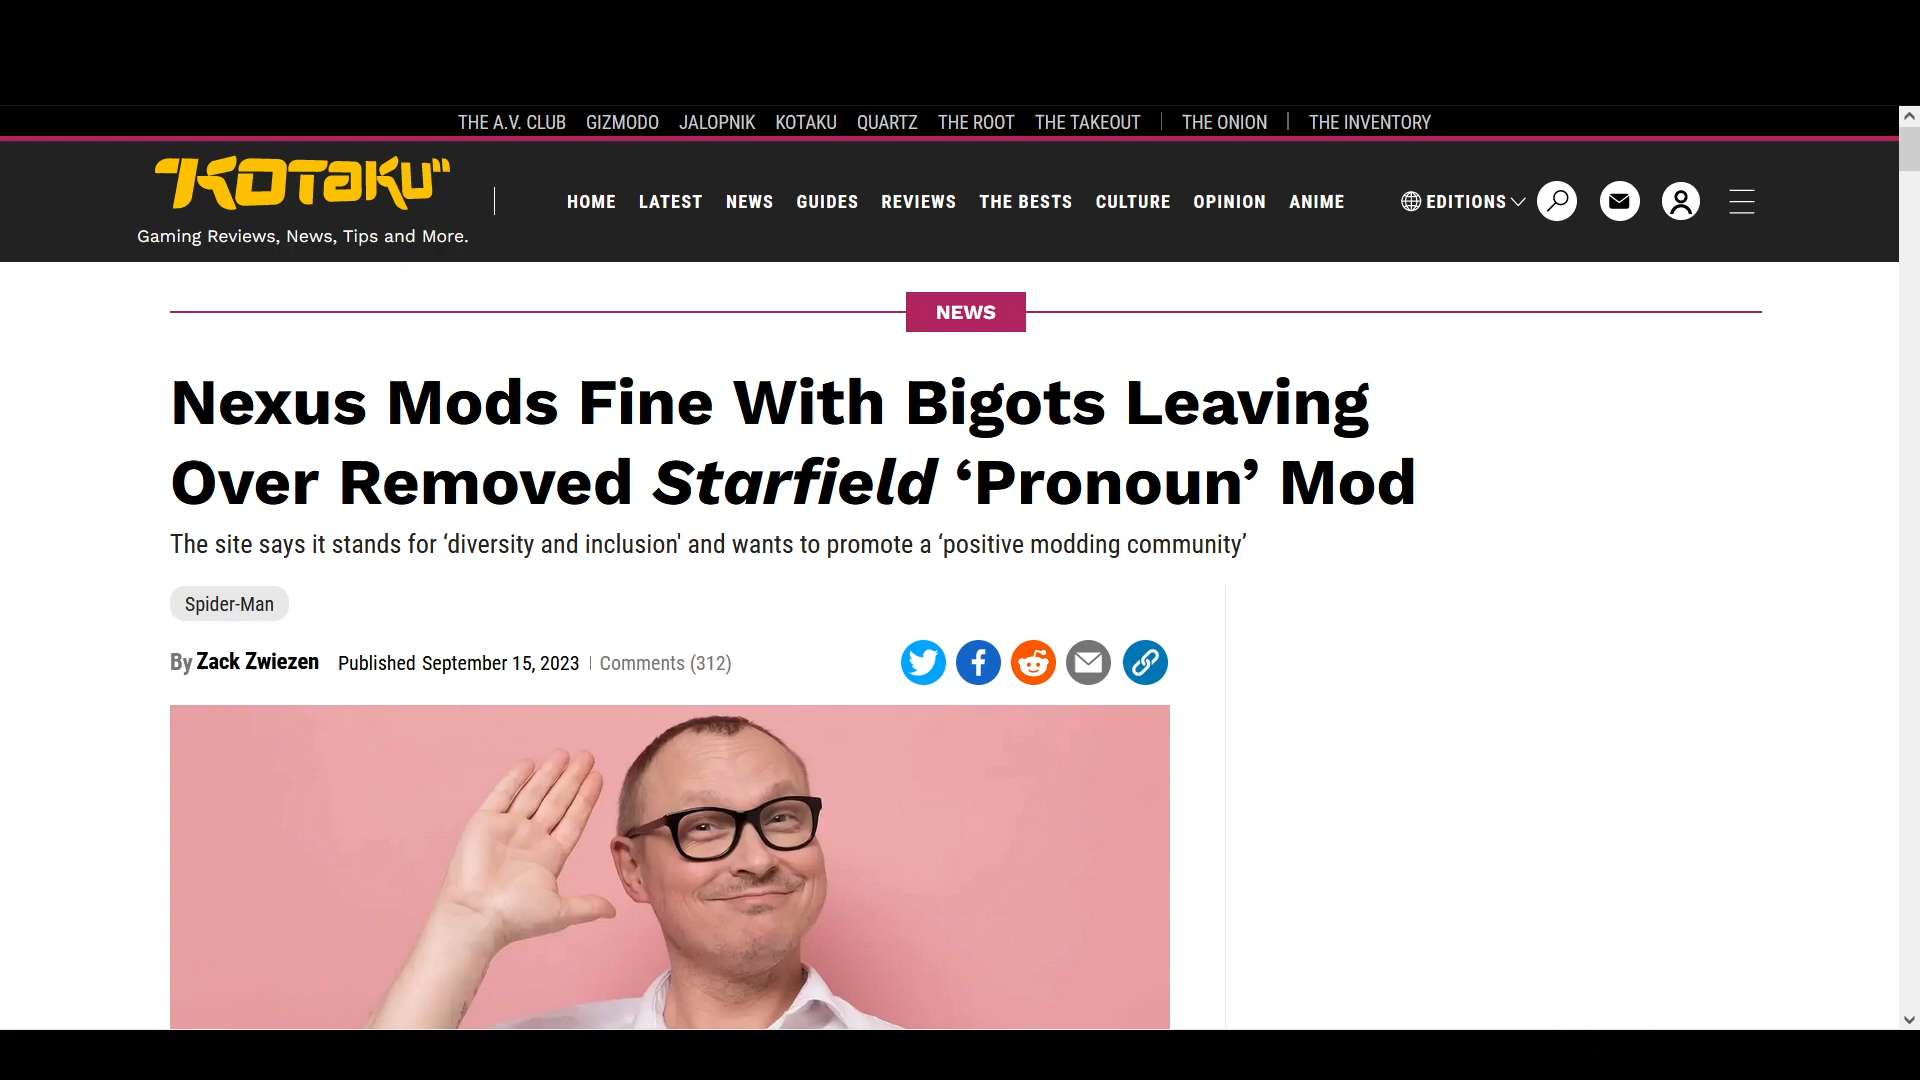 THE A.V. CLUB GIZMODO JALOPNIK KOTAKU QUARTZ THE ROOT THE TAKEOUT THE ONION THE INVENTORY
KOTAKU
HOME LATEST NEWS GUIDES REVIEWS THE BESTS CULTURE OPINION ANIME EDITIONS
Gaming Reviews, News, Tips and More.
NEWS
Nexus Mods Fine With Bigots Leaving
Over Removed Starfield ‘Pronoun’ Mod
The site says it stands for ‘diversity and inclusion' and wants to promote a ‘positive modding community’
Spider-Man
By Zack Zwiezen Published September 15, 2023 Comments (312)